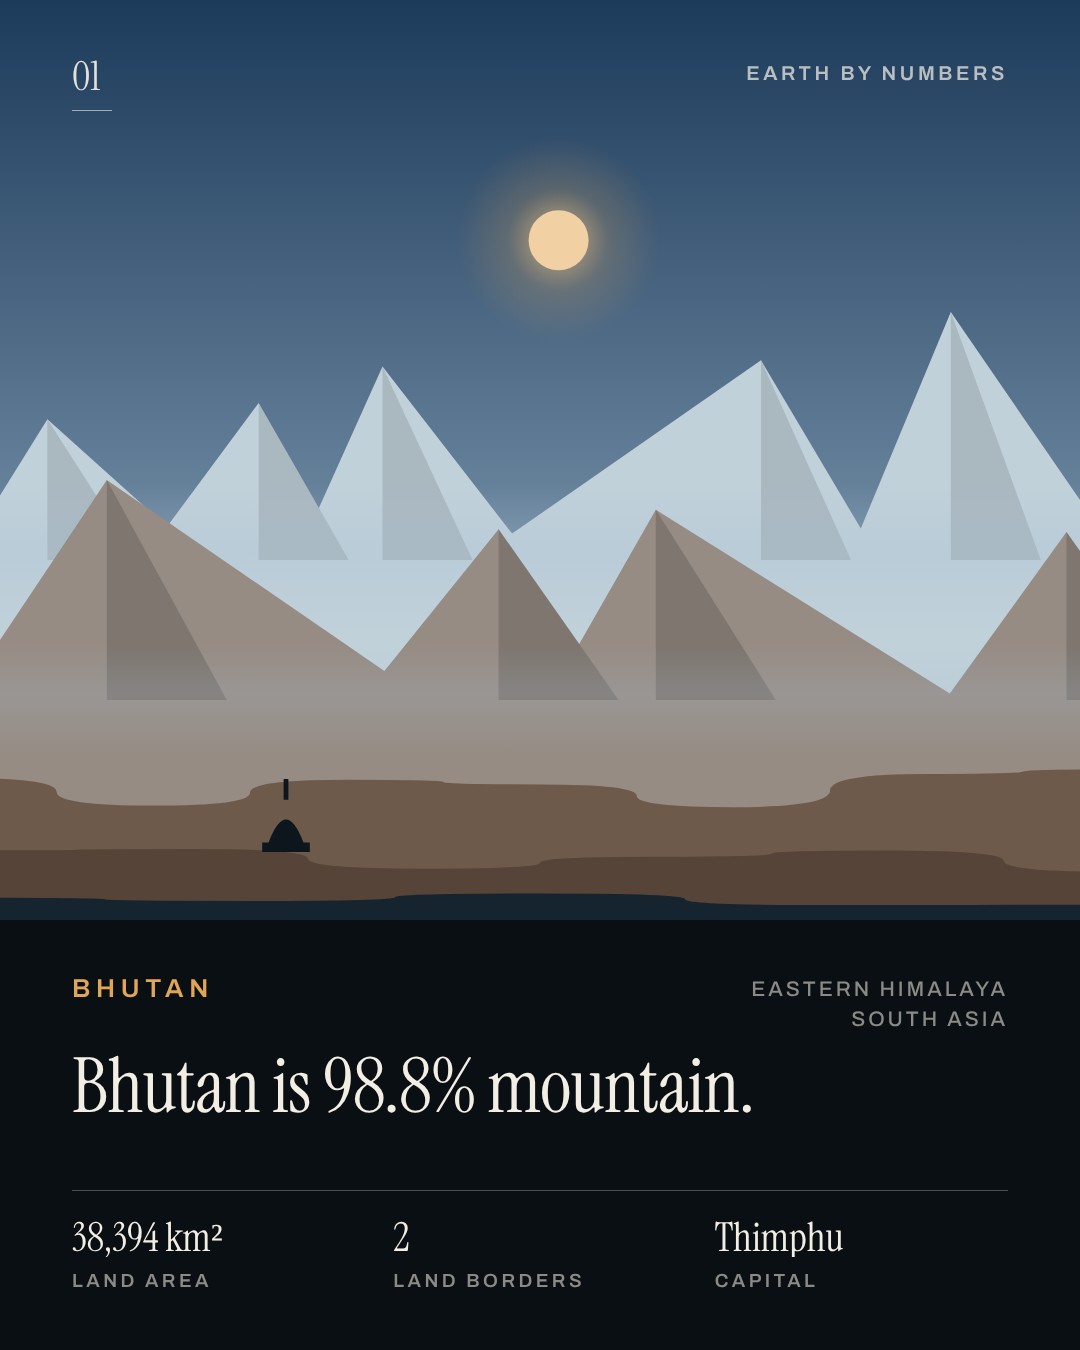 01
EARTH BY NUMBERS
BHUTAN
EASTERN HIMALAYA
SOUTH ASIA
Bhutan is 98.8% mountain.
38,394 km²
LAND AREA
2
LAND BORDERS
Thimphu
CAPITAL